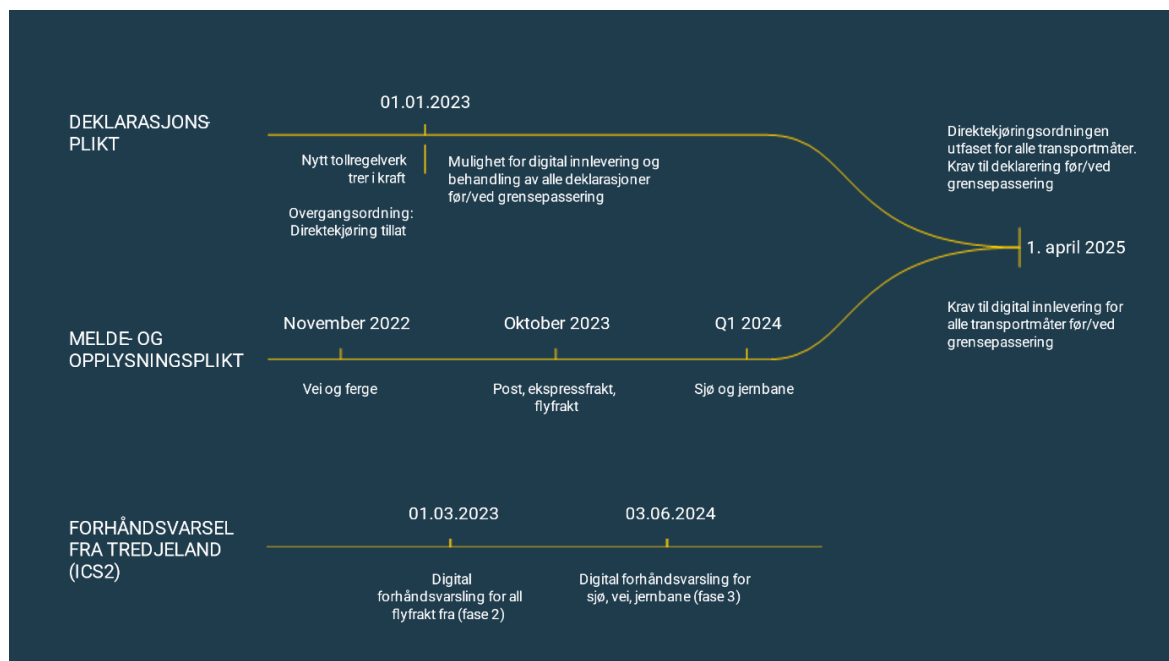 DEKLARASJONS-
PLIKT
01.01.2023
Nytt tollregelverk
trer i kraft
Overgangsordning:
Direktekjøring tillat
Mulighet for digital innlevering og
behandling av alle deklarasjoner
før/ved grensepassering
Direktekjøringsordningen
utfaset for alle transportmåter.
Krav til deklarering før/ved
grensepassering
1. april 2025
Krav til digital innlevering for
alle transportmåter før/ved
grensepassering
MELDE- OG
OPPLYSNINGSPLIKT
November 2022
Vei og ferge
Oktober 2023
Post, ekspressfrakt,
flyfrakt
Q1 2024
Sjø og jernbane
FORHÅNDSVARSEL
FRA TREDJELAND
(ICS2)
01.03.2023
Digital
forhåndsvarsling for all
flyfrakt fra (fase 2)
03.06.2024
Digital forhåndsvarsling for
sjø, vei, jernbane (fase 3)